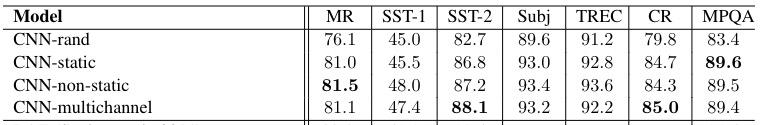 Model MR SST-1 SST-2 Subj TREC CR MPQA
CNN-rand 76.1 45.0 82.7 89.6 91.2 79.8 83.4
CNN-static 81.0 45.5 86.8 93.0 92.8 84.7 89.6
CNN-non-static 81.5 48.0 87.2 93.4 93.6 84.3 89.5
CNN-multichannel 81.1 47.4 88.1 93.2 92.2 85.0 89.4